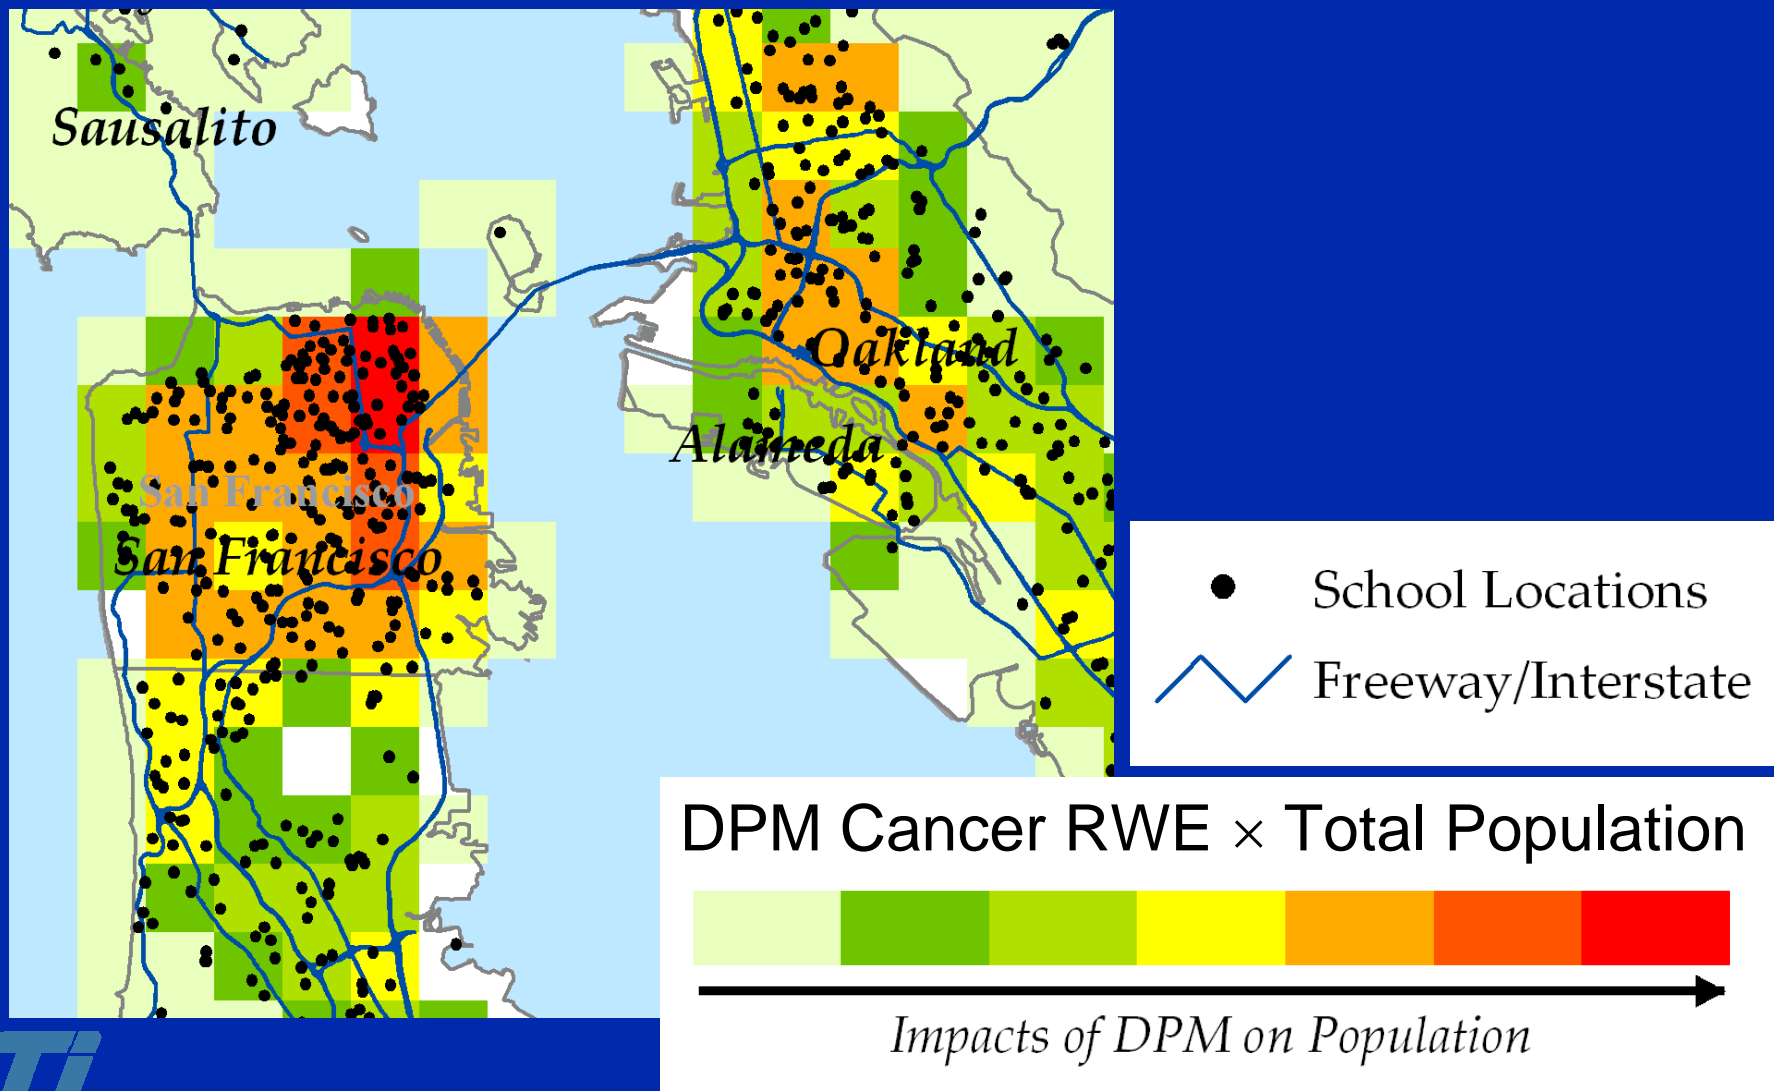 Sausalito
Oakland
Alameda
San Francisco
San Francisco
School Locations
Freeway/Interstate
DPM Cancer RWE × Total Population
Impacts of DPM on Population
Ti